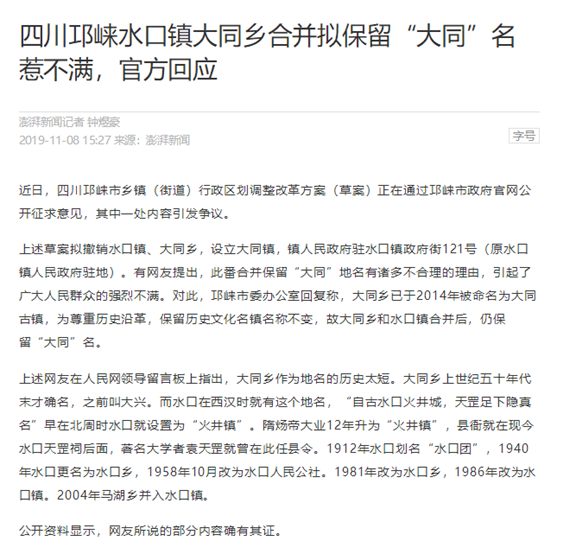 四川邛崃水口镇大同乡合并拟保留“大同”名
惹不满，官方回应
澎湃新闻记者 钟煜豪
2019-11-08 15:27 来源：澎湃新闻
字号
近日，四川邛崃市乡镇（街道）行政区划调整改革方案（草案）正在通过邛崃市政府官网公
开征求意见，其中一处内容引发争议。
上述草案拟撤销水口镇、大同乡，设立大同镇，镇人民政府驻水口镇政府街121号（原水口
镇人民政府驻地）。有网友提出，此番合并保留“大同”地名有诸多不合理的理由，引起了
广大人民群众的强烈不满。对此，邛崃市委办公室回复称，大同乡已于2014年被命名为大同
古镇，为尊重历史沿革，保留历史文化名镇名称不变，故大同乡和水口镇合并后，仍保
留“大同”名。
上述网友在人民网领导留言板上指出，大同乡作为地名的历史太短。大同乡上世纪五十年代
末才确名，之前叫大兴。而水口在西汉时就有这个地名，“自古水口火井城，天罡足下隐真
名”早在北周时水口就设置为“火井镇”。隋炀帝大业12年升为“火井镇”，县衙就在现今
水口天罡祠后面，著名大学者袁天罡就曾在此任县令。1912年水口划名“水口团”，1940
年水口更名为水口乡，1958年10月改为水口人民公社。1981年改为水口乡，1986年改为水
口镇。2004年马湖乡并入水口镇。
公开资料显示，网友所说的部分内容确有其证。